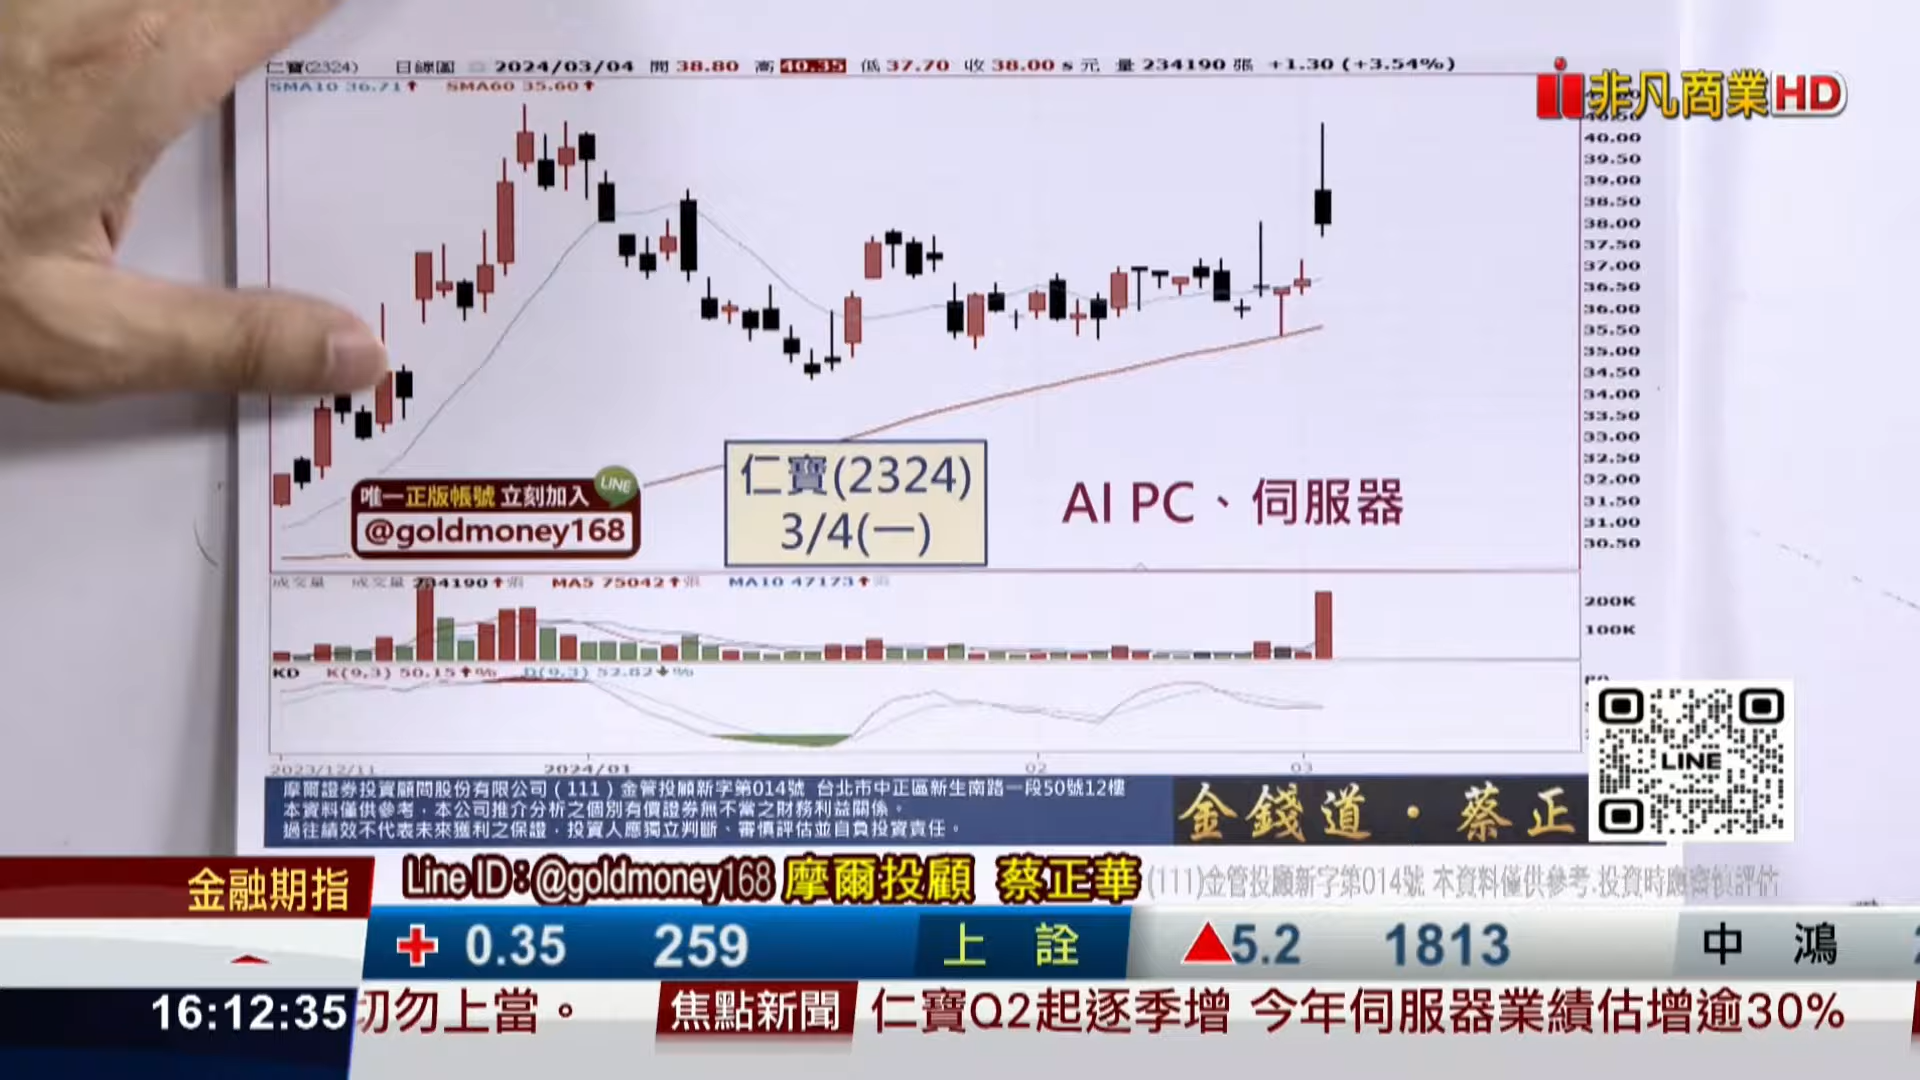 仁寶(2324) 日線圖 2024/03/04 開 38.80 高 40.35 低 37.70 收 38.00 s 元 量 234190 張 +1.30 (+3.54%)
SMA10 36.71↑ SMA60 35.60↑
非凡商業HD
40.50
40.00
39.50
39.00
38.50
38.00
37.50
37.00
36.50
36.00
35.50
35.00
34.50
34.00
33.50
33.00
32.50
32.00
31.50
31.00
30.50
唯一正版帳號 立刻加入 LINE
@goldmoney168
仁寶(2324)
3/4(一)
AI PC、伺服器
成交量 成交量 234190↑張 MA5 75042↑張 MA10 47173↑張
200K
100K
KD K(9,3) 50.15↑% D(9,3) 52.82↓%
80
2023/12/11 2024/01 02 03
LINE
摩爾證券投資顧問股份有限公司(111)金管投顧新字第014號 台北市中正區新生南路一段50號12樓
本資料僅供參考,本公司推介分析之個別有價證券無不當之財務利益關係。
過往績效不代表未來獲利之保證,投資人應獨立判斷、審慎評估並自負投資責任。
金錢道・蔡正
金融期指
Line ID:@goldmoney168 摩爾投顧 蔡正華 (111)金管投顧新字第014號 本資料僅供參考.投資時應審慎評估
0.35 259 上詮 ▲5.2 1813 中鴻
16:12:35 切勿上當。 焦點新聞 仁寶Q2起逐季增 今年伺服器業績估增逾30%